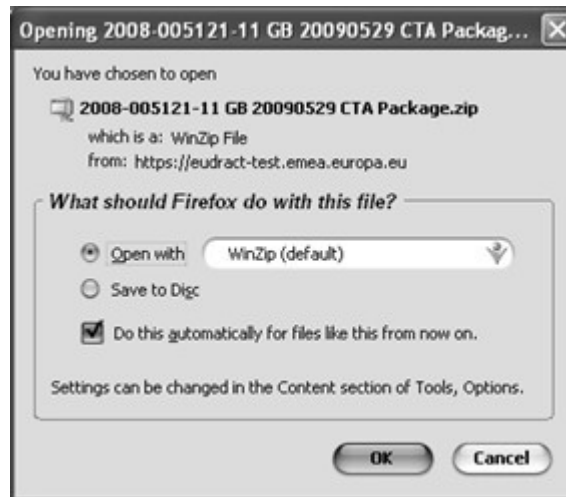 Opening 2008-005121-11 GB 20090529 CTA Packag...
You have chosen to open
2008-005121-11 GB 20090529 CTA Package.zip
which is a: WinZip File
from: https://eudract-test.emea.europa.eu
What should Firefox do with this file?
Open with WinZip (default)
Save to Disc
Do this automatically for files like this from now on.
Settings can be changed in the Content section of Tools, Options.
OK Cancel